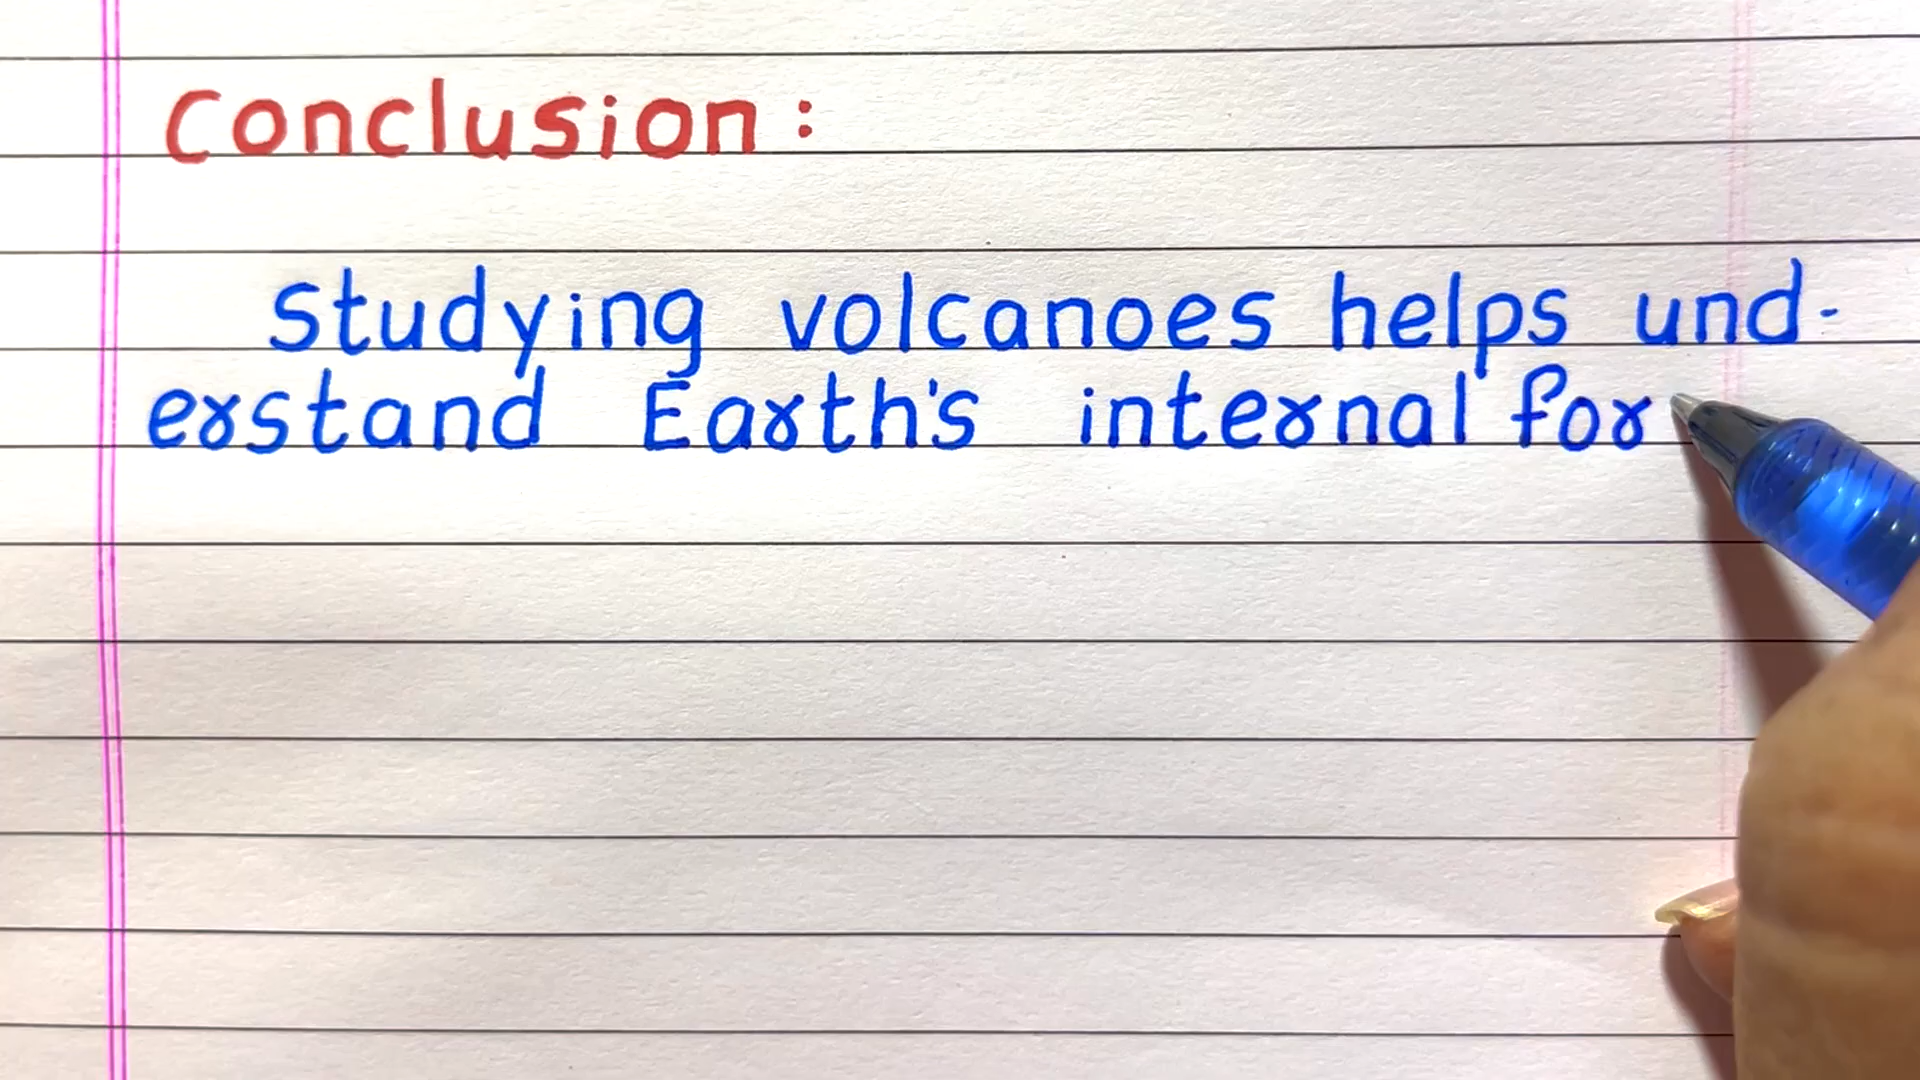 Conclusion :
Studying volcanoes helps und-
erstand Earth's internal for